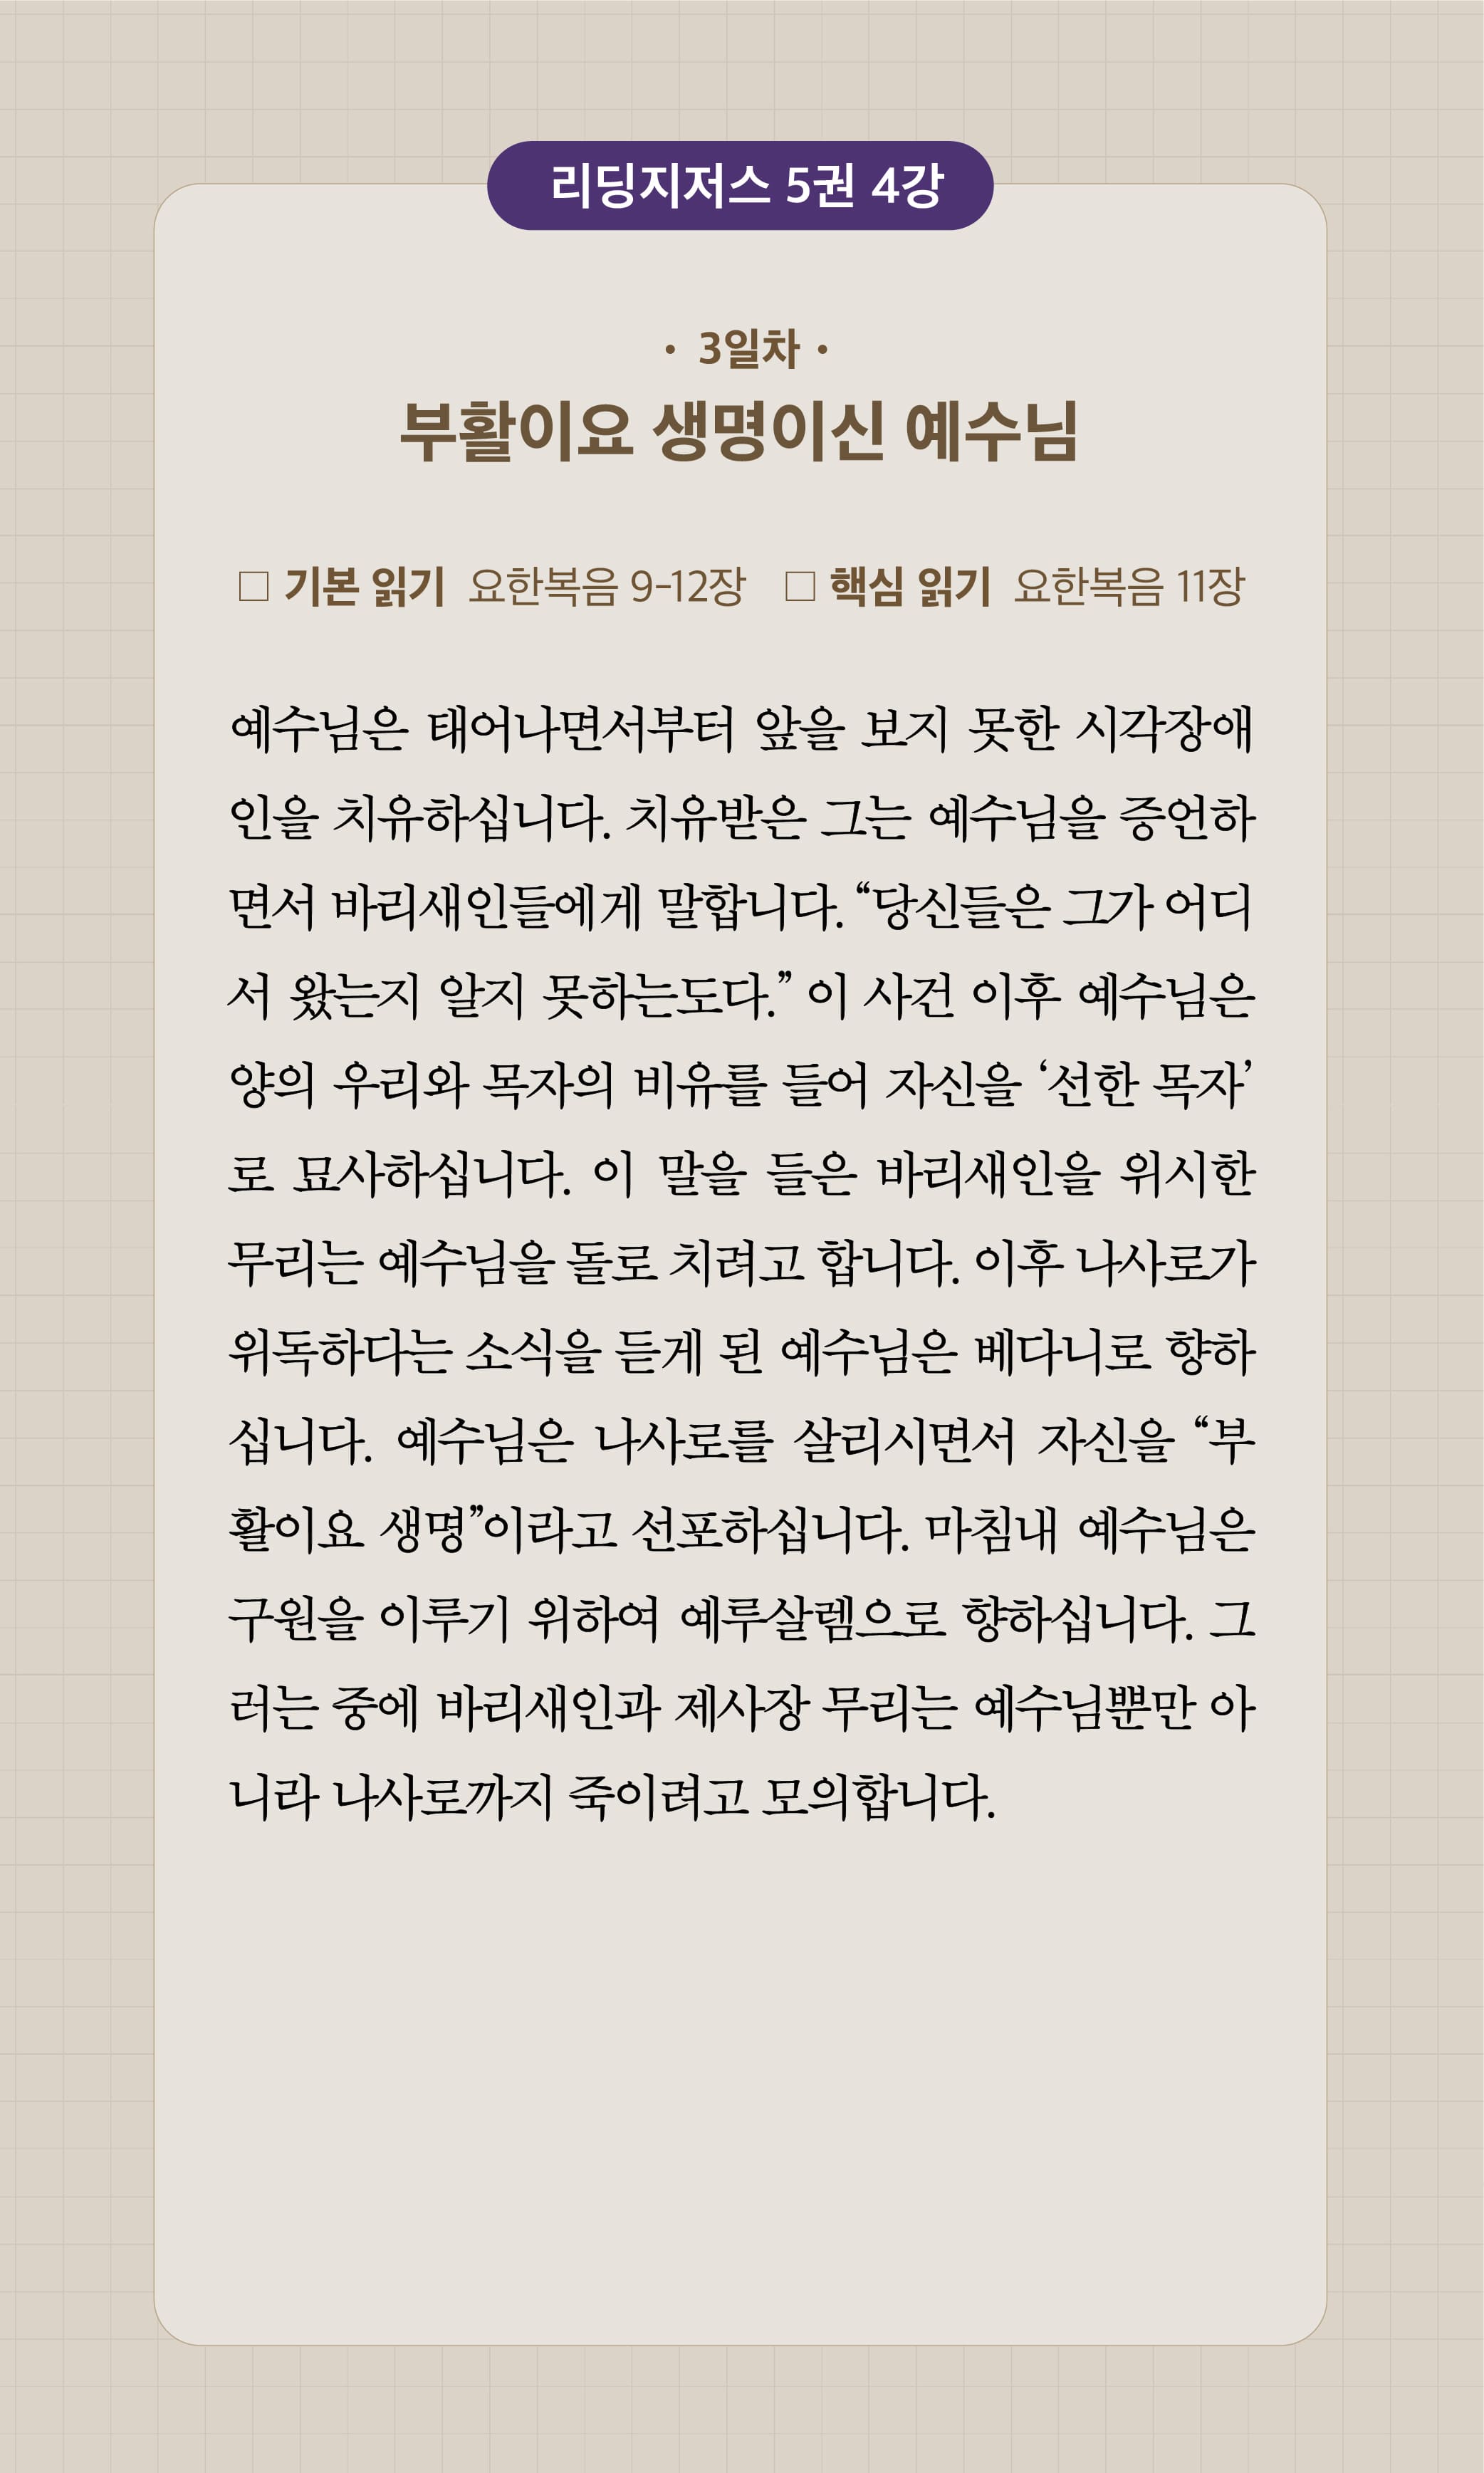 리딩지저스 5권 4강
· 3일차 ·
부활이요 생명이신 예수님
□ 기본 읽기 요한복음 9-12장 □ 핵심 읽기 요한복음 11장
예수님은 태어나면서부터 앞을 보지 못한 시각장애
인을 치유하십니다. 치유받은 그는 예수님을 증언하
면서 바리새인들에게 말합니다. “당신들은 그가 어디
서 왔는지 알지 못하는도다.” 이 사건 이후 예수님은
양의 우리와 목자의 비유를 들어 자신을 ‘선한 목자’
로 묘사하십니다. 이 말을 들은 바리새인을 위시한
무리는 예수님을 돌로 치려고 합니다. 이후 나사로가
위독하다는 소식을 듣게 된 예수님은 베다니로 향하
십니다. 예수님은 나사로를 살리시면서 자신을 “부
활이요 생명”이라고 선포하십니다. 마침내 예수님은
구원을 이루기 위하여 예루살렘으로 향하십니다. 그
러는 중에 바리새인과 제사장 무리는 예수님뿐만 아
니라 나사로까지 죽이려고 모의합니다.